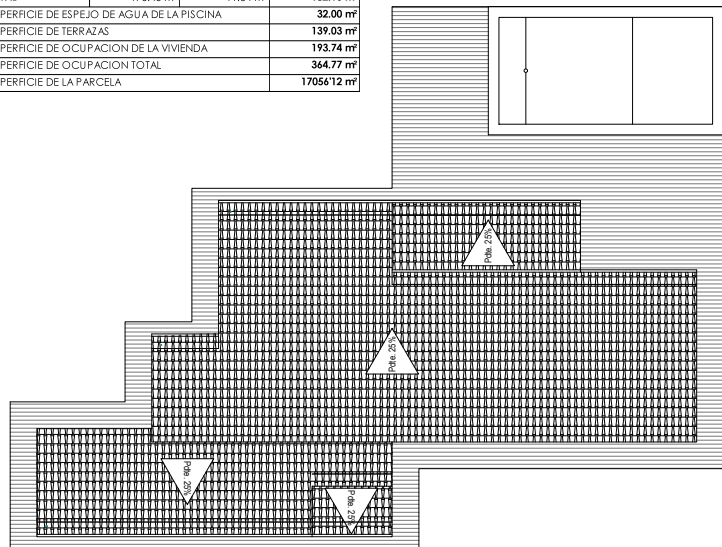 PERFICIE DE ESPEJO DE AGUA DE LA PISCINA 32.00 m²
PERFICIE DE TERRAZAS 139.03 m²
PERFICIE DE OCUPACION DE LA VIVIENDA 193.74 m²
PERFICIE DE OCUPACION TOTAL 364.77 m²
PERFICIE DE LA PARCELA 17056'12 m²
Pdte. 25%
Pdte. 25%
Pdte. 25%
Pdte. 25%